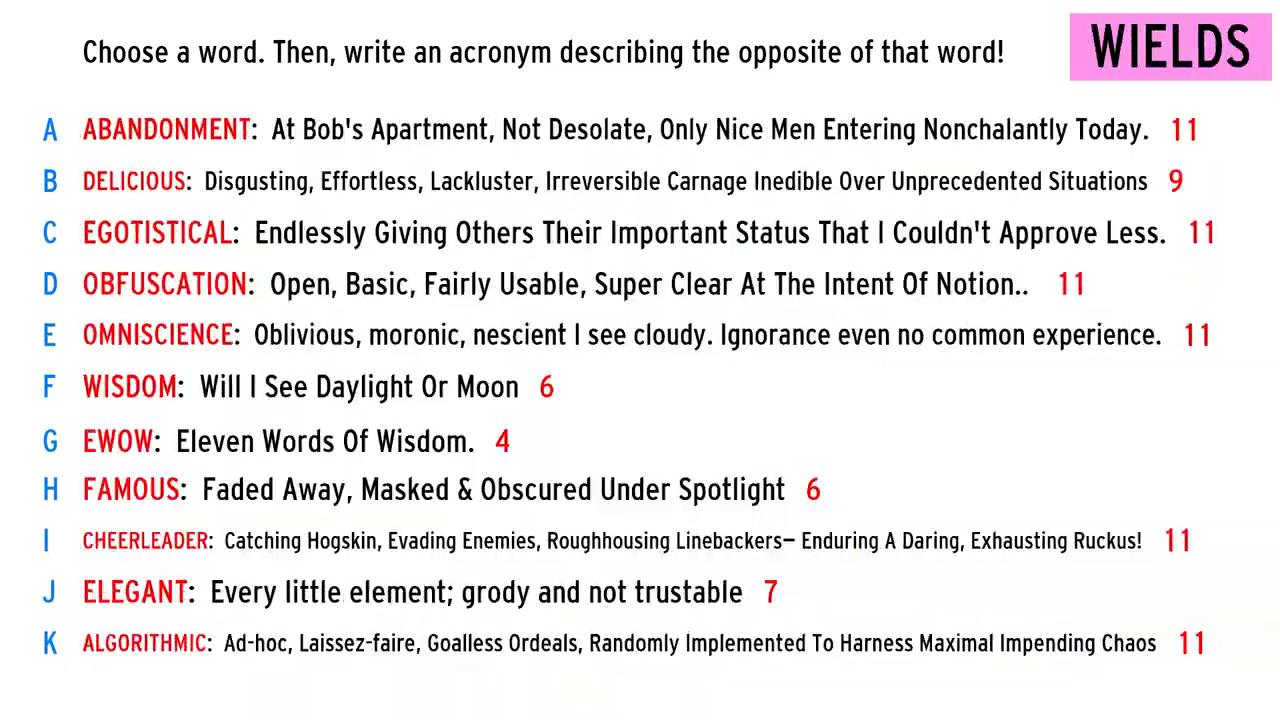 Choose a word. Then, write an acronym describing the opposite of that word!
WIELDS
A ABANDONMENT: At Bob's Apartment, Not Desolate, Only Nice Men Entering Nonchalantly Today. 11
B DELICIOUS: Disgusting, Effortless, Lackluster, Irreversible Carnage Inedible Over Unprecedented Situations 9
C EGOTISTICAL: Endlessly Giving Others Their Important Status That I Couldn't Approve Less. 11
D OBFUSCATION: Open, Basic, Fairly Usable, Super Clear At The Intent Of Notion.. 11
E OMNISCIENCE: Oblivious, moronic, nescient I see cloudy. Ignorance even no common experience. 11
F WISDOM: Will I See Daylight Or Moon 6
G EWOW: Eleven Words Of Wisdom. 4
H FAMOUS: Faded Away, Masked & Obscured Under Spotlight 6
I CHEERLEADER: Catching Hogskin, Evading Enemies, Roughhousing Linebackers— Enduring A Daring, Exhausting Ruckus! 11
J ELEGANT: Every little element; grody and not trustable 7
K ALGORITHMIC: Ad-hoc, Laissez-faire, Goalless Ordeals, Randomly Implemented To Harness Maximal Impending Chaos 11